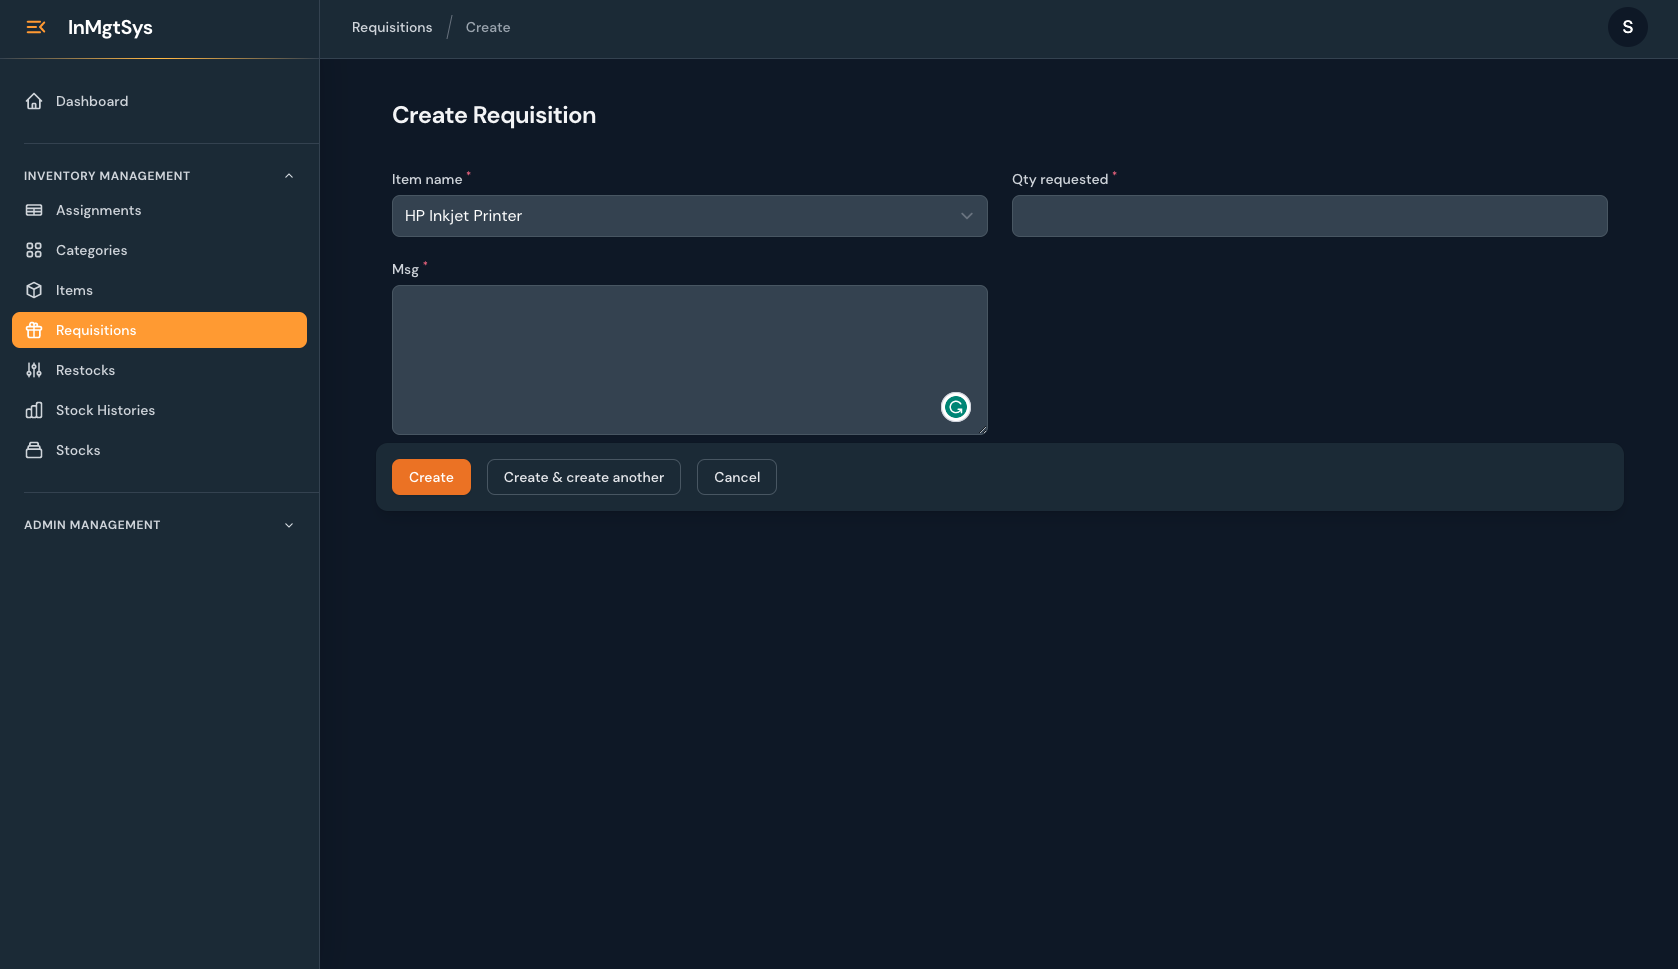 InMgtSys
Requisitions / Create
S
Dashboard
INVENTORY MANAGEMENT
Assignments
Categories
Items
Requisitions
Restocks
Stock Histories
Stocks
ADMIN MANAGEMENT
Create Requisition
Item name *
HP Inkjet Printer
Qty requested *
Msg *
Create
Create & create another
Cancel